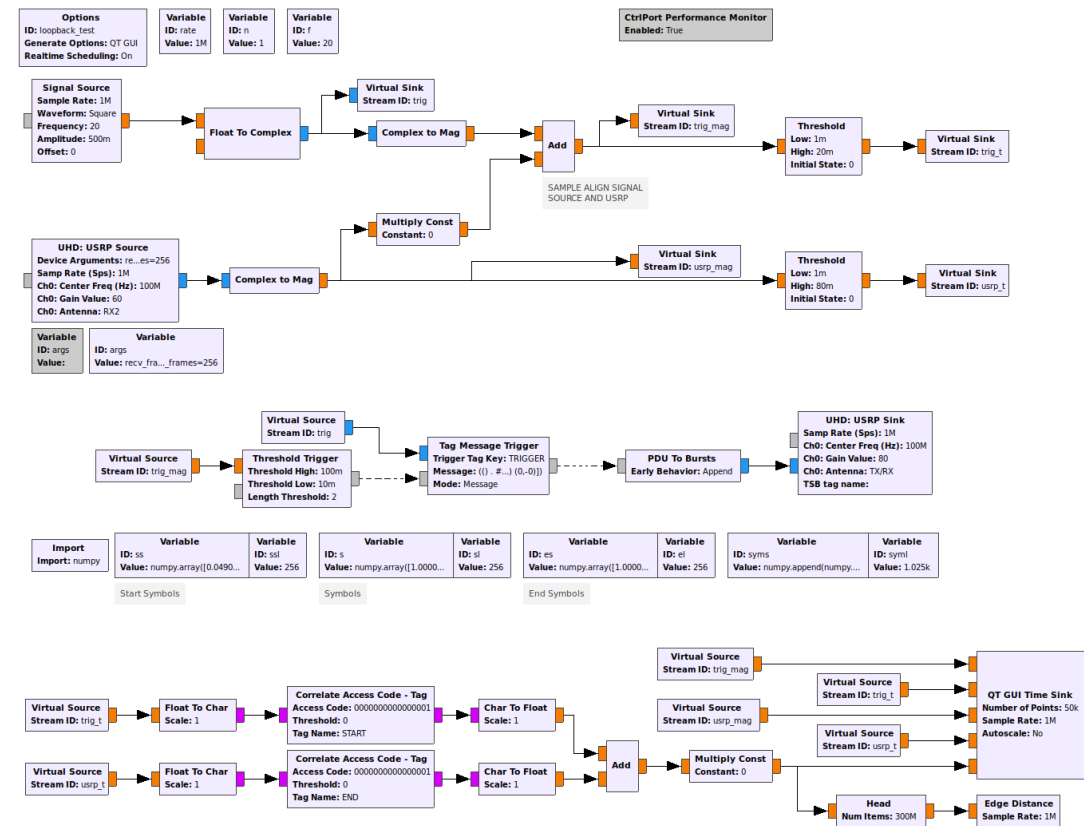 Options
ID: loopback_test
Generate Options: QT GUI
Realtime Scheduling: On
Variable
ID: rate
Value: 1M
Variable
ID: n
Value: 1
Variable
ID: f
Value: 20
CtrlPort Performance Monitor
Enabled: True
Signal Source
Sample Rate: 1M
Waveform: Square
Frequency: 20
Amplitude: 500m
Offset: 0
Float To Complex
Virtual Sink
Stream ID: trig
Complex to Mag
Add
SAMPLE ALIGN SIGNAL
SOURCE AND USRP
Virtual Sink
Stream ID: trig_mag
Threshold
Low: 1m
High: 20m
Initial State: 0
Virtual Sink
Stream ID: trig_t
Multiply Const
Constant: 0
UHD: USRP Source
Device Arguments: re...es=256
Samp Rate (Sps): 1M
Ch0: Center Freq (Hz): 100M
Ch0: Gain Value: 60
Ch0: Antenna: RX2
Complex to Mag
Virtual Sink
Stream ID: usrp_mag
Threshold
Low: 1m
High: 80m
Initial State: 0
Virtual Sink
Stream ID: usrp_t
Variable
ID: args
Value:
Variable
ID: args
Value: recv_fra..._frames=256
Virtual Source
Stream ID: trig
Virtual Source
Stream ID: trig_mag
Threshold Trigger
Threshold High: 100m
Threshold Low: 10m
Length Threshold: 2
Tag Message Trigger
Trigger Tag Key: TRIGGER
Message: (() . #...) (0,-0)])
Mode: Message
PDU To Bursts
Early Behavior: Append
UHD: USRP Sink
Samp Rate (Sps): 1M
Ch0: Center Freq (Hz): 100M
Ch0: Gain Value: 80
Ch0: Antenna: TX/RX
TSB tag name:
Import
Import: numpy
Variable
ID: ss
Value: numpy.array([0.0490...
Variable
ID: ssl
Value: 256
Start Symbols
Variable
ID: s
Value: numpy.array([1.0000...
Variable
ID: sl
Value: 256
Symbols
Variable
ID: es
Value: numpy.array([1.0000...
Variable
ID: el
Value: 256
End Symbols
Variable
ID: syms
Value: numpy.append(numpy....
Variable
ID: syml
Value: 1.025k
Virtual Source
Stream ID: trig_mag
Virtual Source
Stream ID: trig_t
Virtual Source
Stream ID: usrp_mag
Virtual Source
Stream ID: usrp_t
QT GUI Time Sink
Number of Points: 50k
Sample Rate: 1M
Autoscale: No
Virtual Source
Stream ID: trig_t
Float To Char
Scale: 1
Correlate Access Code - Tag
Access Code: 0000000000000001
Threshold: 0
Tag Name: START
Char To Float
Scale: 1
Virtual Source
Stream ID: usrp_t
Float To Char
Scale: 1
Correlate Access Code - Tag
Access Code: 0000000000000001
Threshold: 0
Tag Name: END
Char To Float
Scale: 1
Add
Multiply Const
Constant: 0
Head
Num Items: 300M
Edge Distance
Sample Rate: 1M